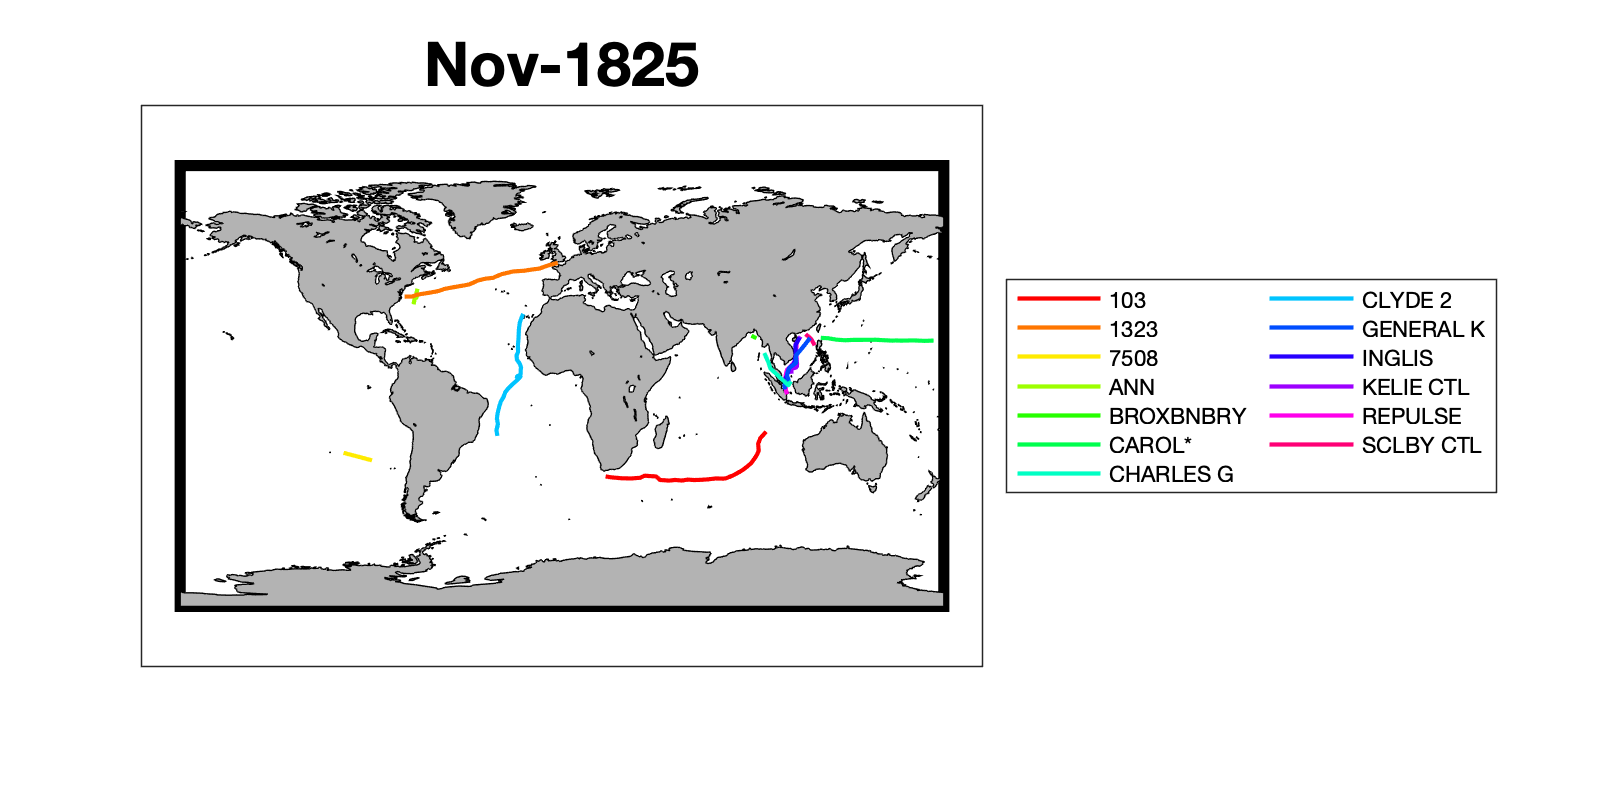 Nov-1825
103
1323
7508
ANN
BROXBNBRY
CAROL*
CHARLES G
CLYDE 2
GENERAL K
INGLIS
KELIE CTL
REPULSE
SCLBY CTL